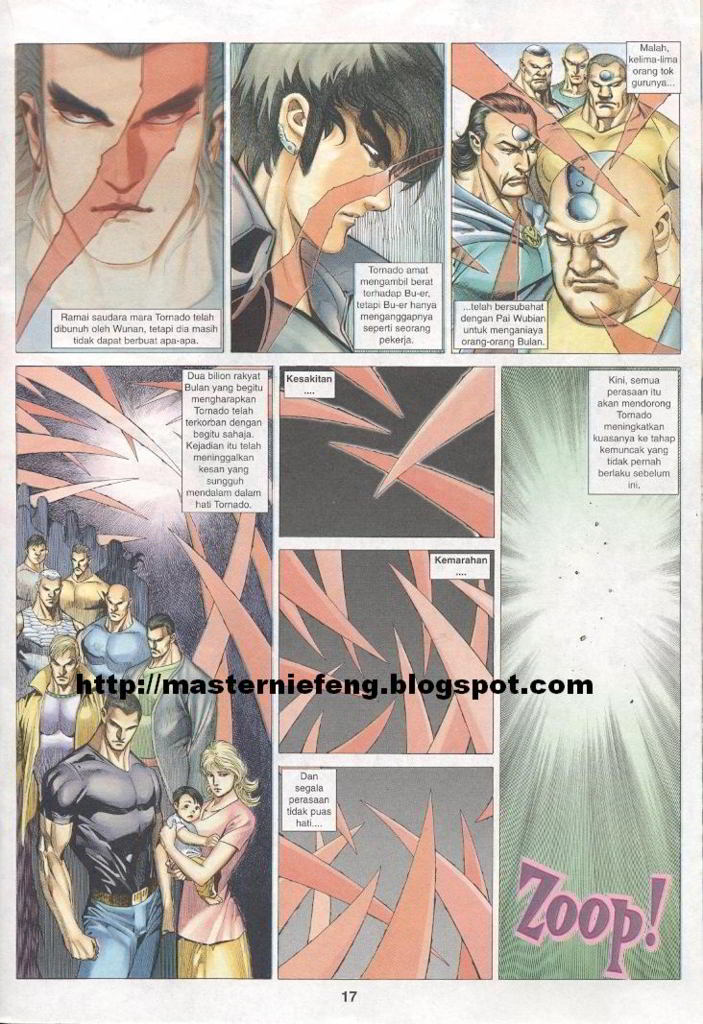 Ramai saudara mara Tornado telah
dibunuh oleh Wunan, tetapi dia masih
tidak dapat berbuat apa-apa.
Tornado amat
mengambil berat
terhadap Bu-er,
tetapi Bu-er hanya
menganggapnya
seperti seorang
pekerja.
Malah,
kelima-lima
orang tok
gurunya...
...telah bersubahat
dengan Pai Wubian
untuk menganiaya
orang-orang Bulan.
Dua bilion rakyat
Bulan yang begitu
mengharapkan
Tornado telah
terkorban dengan
begitu sahaja.
Kejadian itu telah
meninggalkan
kesan yang
sungguh
mendalam dalam
hati Tornado.
Kesakitan
....
Kemarahan
....
Dan
segala
perasaan
tidak puas
hati....
Kini, semua
perasaan itu
akan mendorong
Tornado
meningkatkan
kuasanya ke tahap
kemuncak yang
tidak pernah
berlaku sebelum
ini.
Zoop!
http://masterniefeng.blogspot.com
17